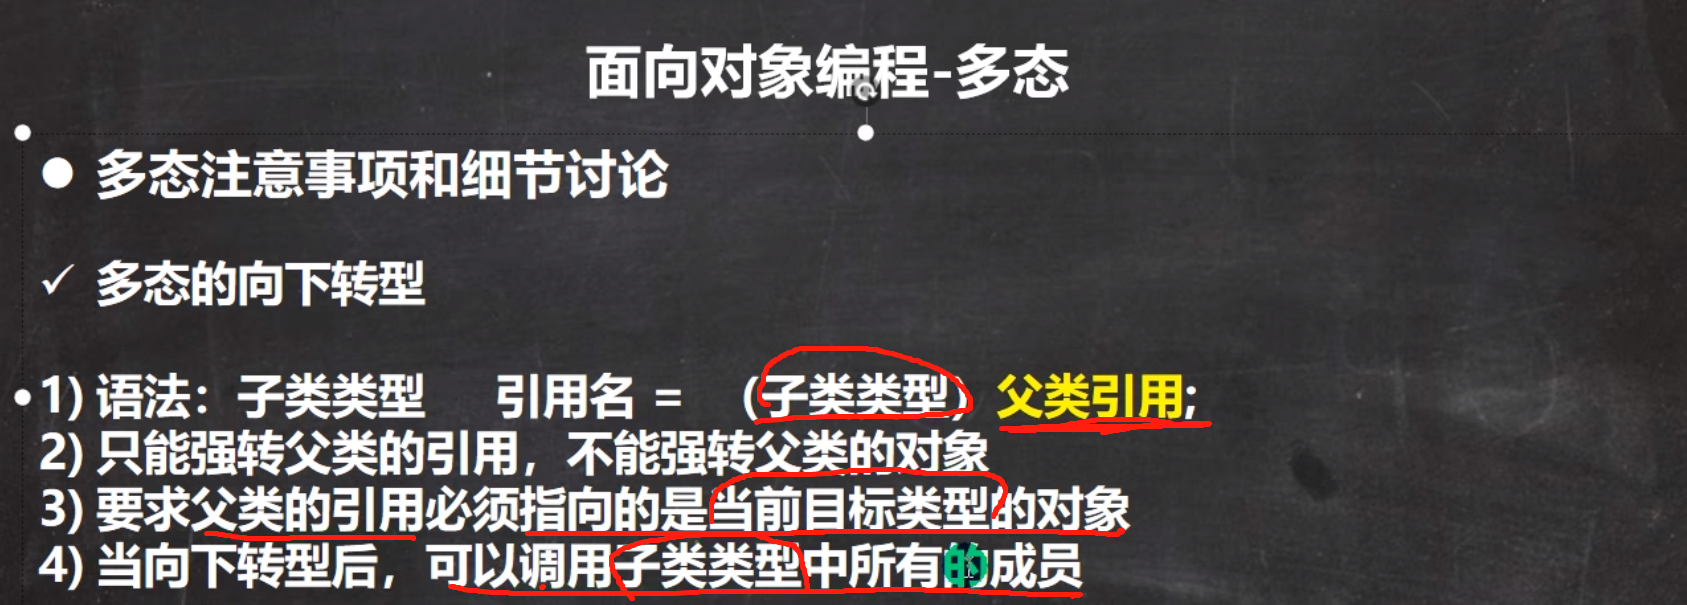 面向对象编程-多态
● 多态注意事项和细节讨论
✓ 多态的向下转型
•1) 语法：子类类型 引用名 = （子类类型）父类引用;
2) 只能强转父类的引用，不能强转父类的对象
3) 要求父类的引用必须指向的是当前目标类型的对象
4) 当向下转型后，可以调用子类类型中所有的成员